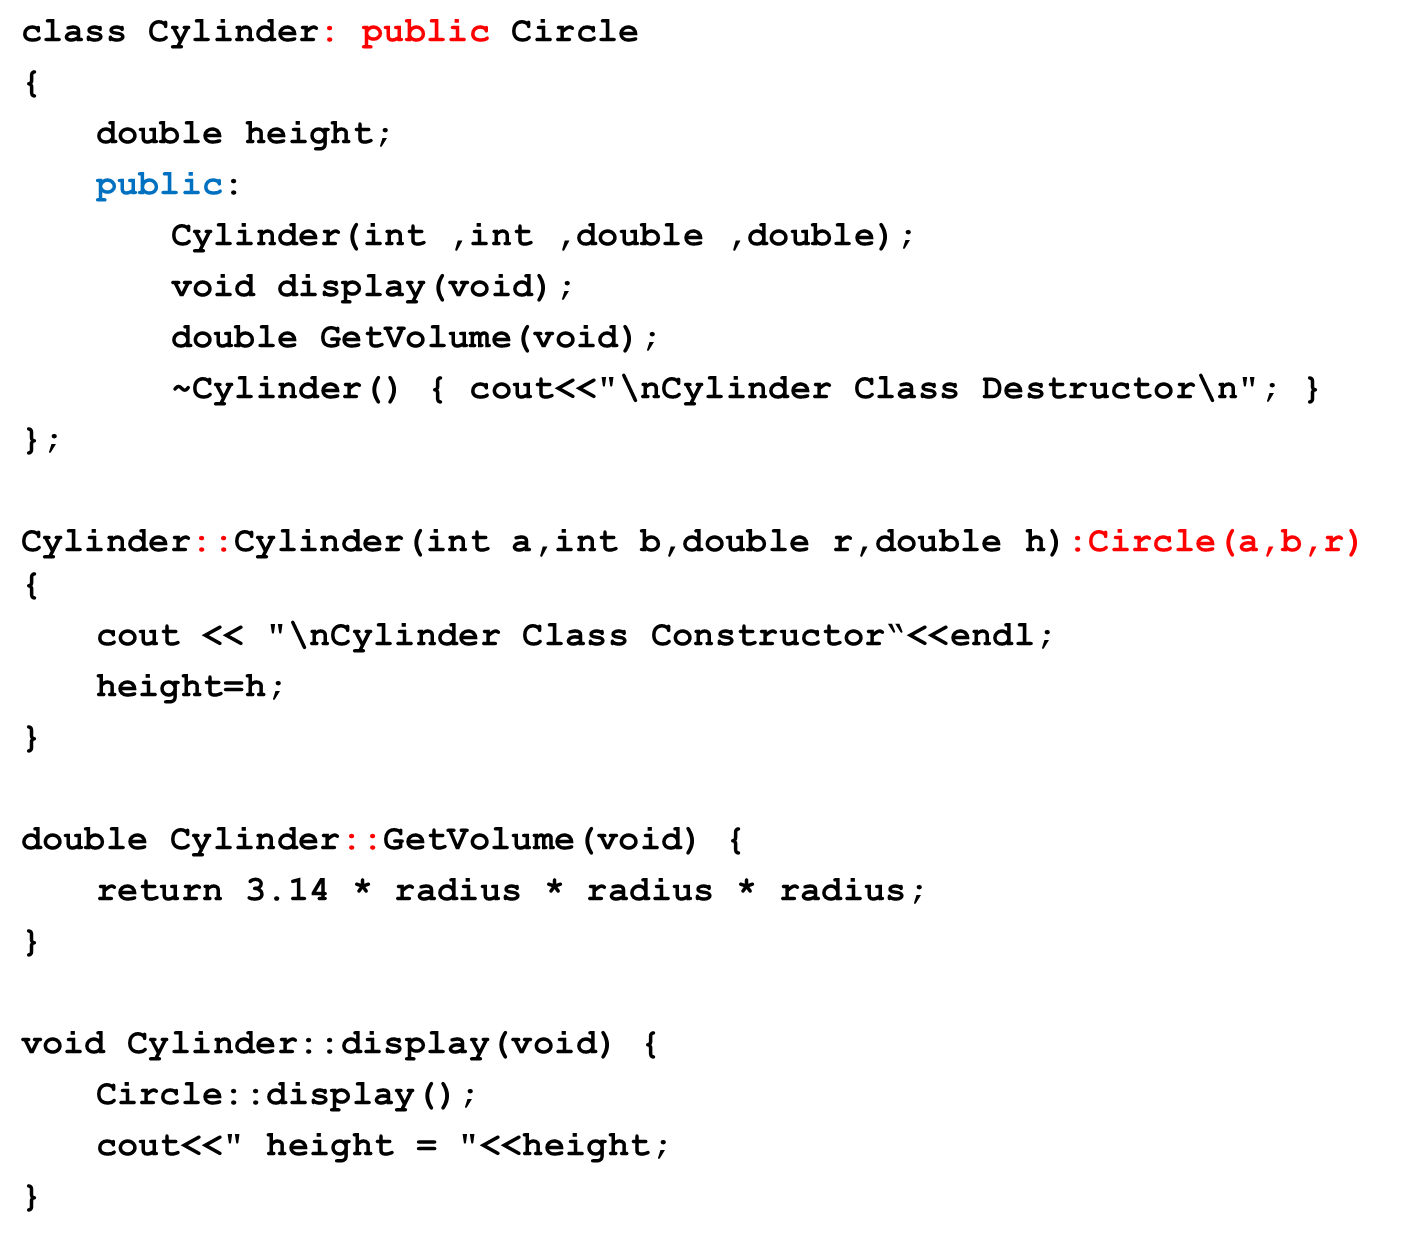 class Cylinder: public Circle
{
double height;
public:
Cylinder(int ,int ,double ,double);
void display(void);
double GetVolume(void);
~Cylinder() { cout<<"\nCylinder Class Destructor\n"; }
};
Cylinder::Cylinder(int a,int b,double r,double h):Circle(a,b,r)
{
cout << "\nCylinder Class Constructor“<<endl;
height=h;
}
double Cylinder::GetVolume(void) {
return 3.14 * radius * radius * radius;
}
void Cylinder::display(void) {
Circle::display();
cout<<" height = "<<height;
}